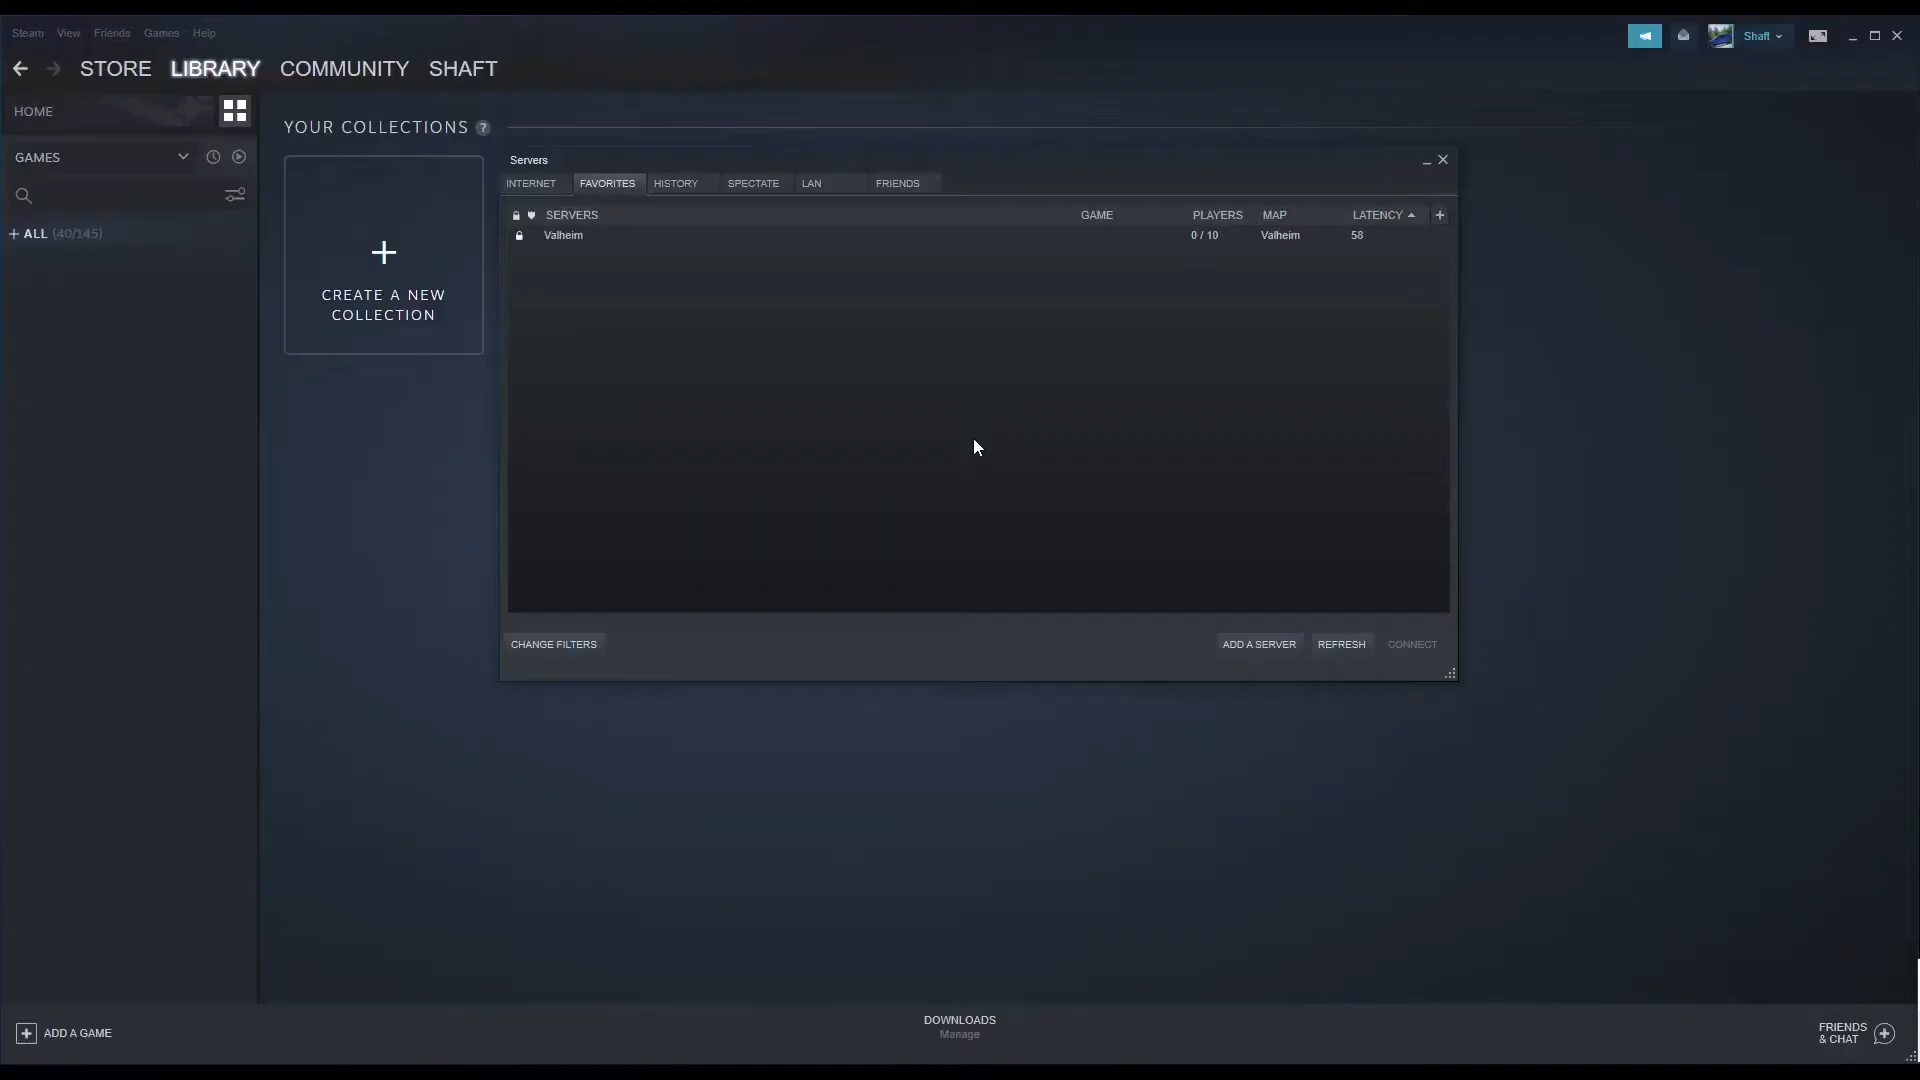 Steam View Friends Games Help
Shaft
STORE LIBRARY COMMUNITY SHAFT
HOME
YOUR COLLECTIONS ?
GAMES
+ ALL (40/145)
+
CREATE A NEW
COLLECTION
Servers
INTERNET FAVORITES HISTORY SPECTATE LAN FRIENDS
SERVERS GAME PLAYERS MAP LATENCY +
Valheim 0 / 10 Valheim 58
CHANGE FILTERS ADD A SERVER REFRESH CONNECT
+ ADD A GAME
DOWNLOADS
Manage
FRIENDS
& CHAT